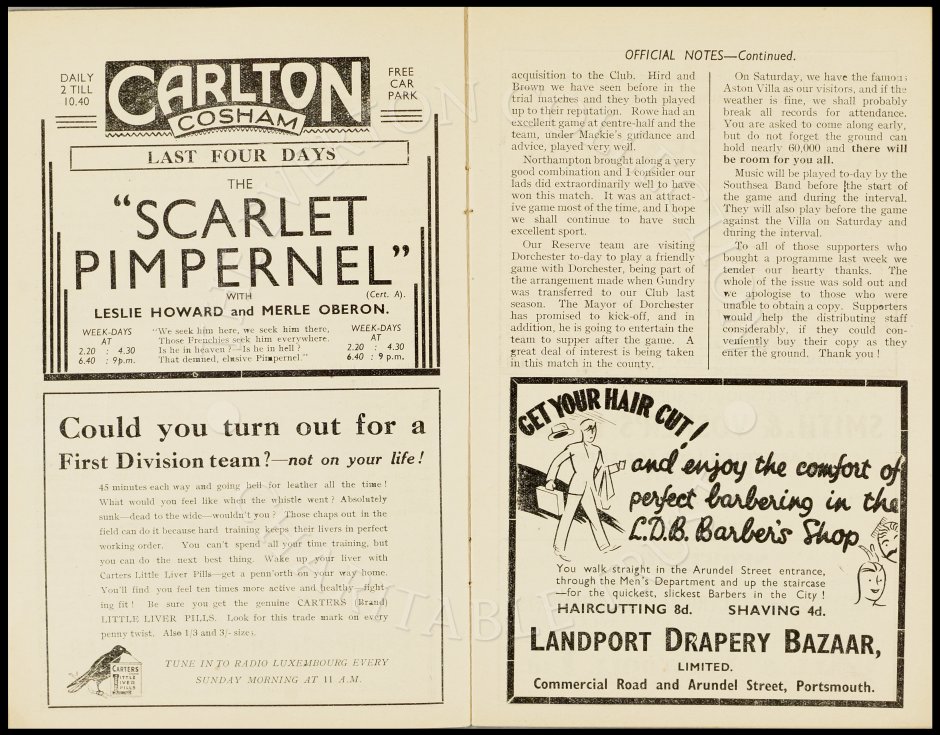 DAILY
2 TILL
10.40
CARLTON
COSHAM
FREE
CAR
PARK
LAST FOUR DAYS
THE
"SCARLET
PIMPERNEL"
WITH
(Cert. A).
LESLIE HOWARD and MERLE OBERON.
WEEK-DAYS
AT
2.20 : 4.30
6.40 : 9 p.m.
"We seek him here, we seek him there,
Those Frenchies seek him everywhere.
Is he in heaven?—Is he in hell?
That demned, elusive Pimpernel."
WEEK-DAYS
AT
2.20 : 4.30
6.40 : 9 p.m.
Could you turn out for a
First Division team?—not on your life!
45 minutes each way and going hell for leather all the time!
What would you feel like when the whistle went? Absolutely
sunk—dead to the wide—wouldn't you? Those chaps out in the
field can do it because hard training keeps their livers in perfect
working order. You can't spend all your time training, but
you can do the next best thing. Wake up your liver with
Carters Little Liver Pills—get a penn'orth on your way home.
You'll find you feel ten times more active and healthy—fight-
ing fit! Be sure you get the genuine CARTERS (Brand)
LITTLE LIVER PILLS. Look for this trade mark on every
penny twist. Also 1/3 and 3/- sizes.
CARTERS
LITTLE
LIVER
PILLS
TUNE IN TO RADIO LUXEMBOURG EVERY
SUNDAY MORNING AT 11 A.M.
OFFICIAL NOTES—Continued.
acquisition to the Club. Hird and
Brown we have seen before in the
trial matches and they both played
up to their reputation. Rowe had an
excellent game at centre-half and the
team, under Mackie's guidance and
advice, played very well.
Northampton brought along a very
good combination and I consider our
lads did extraordinarily well to have
won this match. It was an attract-
ive game most of the time, and I hope
we shall continue to have such
excellent sport.
Our Reserve team are visiting
Dorchester to-day to play a friendly
game with Dorchester, being part of
the arrangement made when Gundry
was transferred to our Club last
season. The Mayor of Dorchester
has promised to kick-off, and in
addition, he is going to entertain the
team to supper after the game. A
great deal of interest is being taken
in this match in the county.
On Saturday, we have the famous
Aston Villa as our visitors, and if the
weather is fine, we shall probably
break all records for attendance.
You are asked to come along early,
but do not forget the ground can
hold nearly 60,000 and there will
be room for you all.
Music will be played to-day by the
Southsea Band before the start of
the game and during the interval.
They will also play before the game
against the Villa on Saturday and
during the interval.
To all of those supporters who
bought a programme last week we
tender our hearty thanks. The
whole of the issue was sold out and
we apologise to those who were
unable to obtain a copy. Supporters
would help the distributing staff
considerably, if they could con-
veniently buy their copy as they
enter the ground. Thank you!
GET YOUR HAIR CUT!
and enjoy the comfort of
perfect barbering in the
L.D.B. Barber's Shop
You walk straight in the Arundel Street entrance,
through the Men's Department and up the staircase
—for the quickest, slickest Barbers in the City!
HAIRCUTTING 8d. SHAVING 4d.
LANDPORT DRAPERY BAZAAR,
LIMITED.
Commercial Road and Arundel Street, Portsmouth.